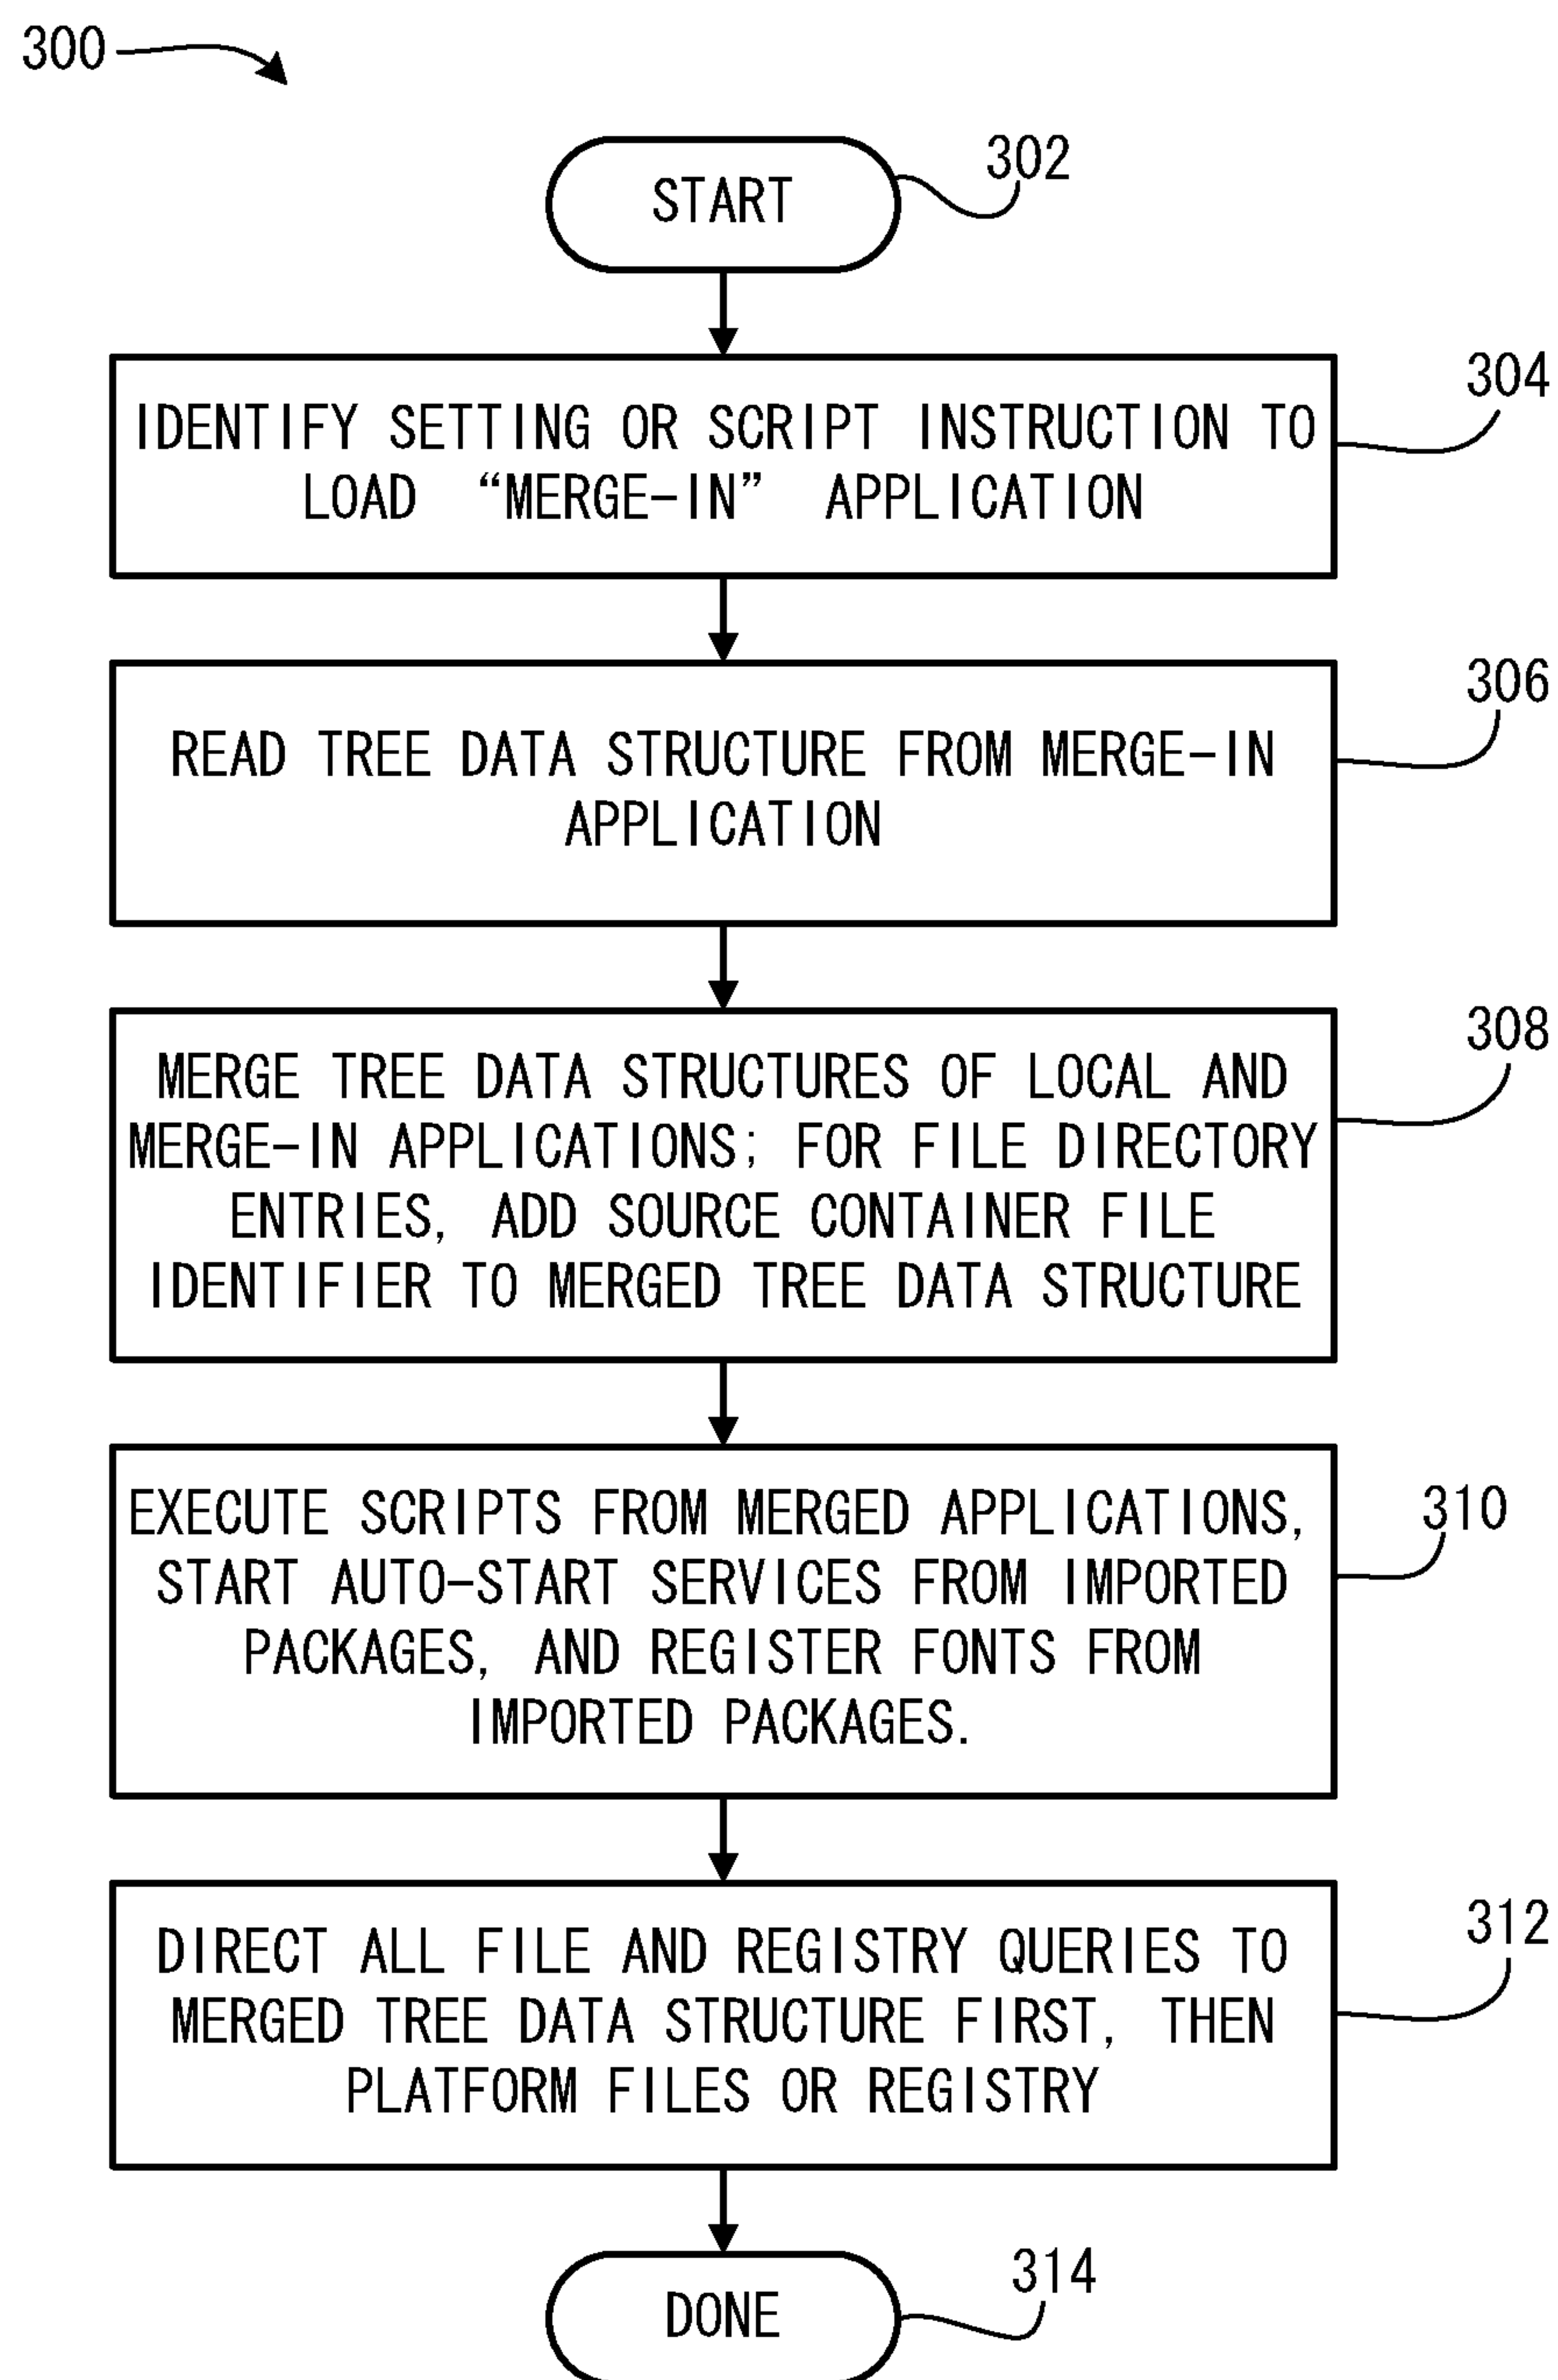 300
START
302
IDENTIFY SETTING OR SCRIPT INSTRUCTION TO
LOAD “MERGE-IN” APPLICATION
304
READ TREE DATA STRUCTURE FROM MERGE-IN
APPLICATION
306
MERGE TREE DATA STRUCTURES OF LOCAL AND
MERGE-IN APPLICATIONS; FOR FILE DIRECTORY
ENTRIES, ADD SOURCE CONTAINER FILE
IDENTIFIER TO MERGED TREE DATA STRUCTURE
308
EXECUTE SCRIPTS FROM MERGED APPLICATIONS,
START AUTO-START SERVICES FROM IMPORTED
PACKAGES, AND REGISTER FONTS FROM
IMPORTED PACKAGES.
310
DIRECT ALL FILE AND REGISTRY QUERIES TO
MERGED TREE DATA STRUCTURE FIRST, THEN
PLATFORM FILES OR REGISTRY
312
DONE
314